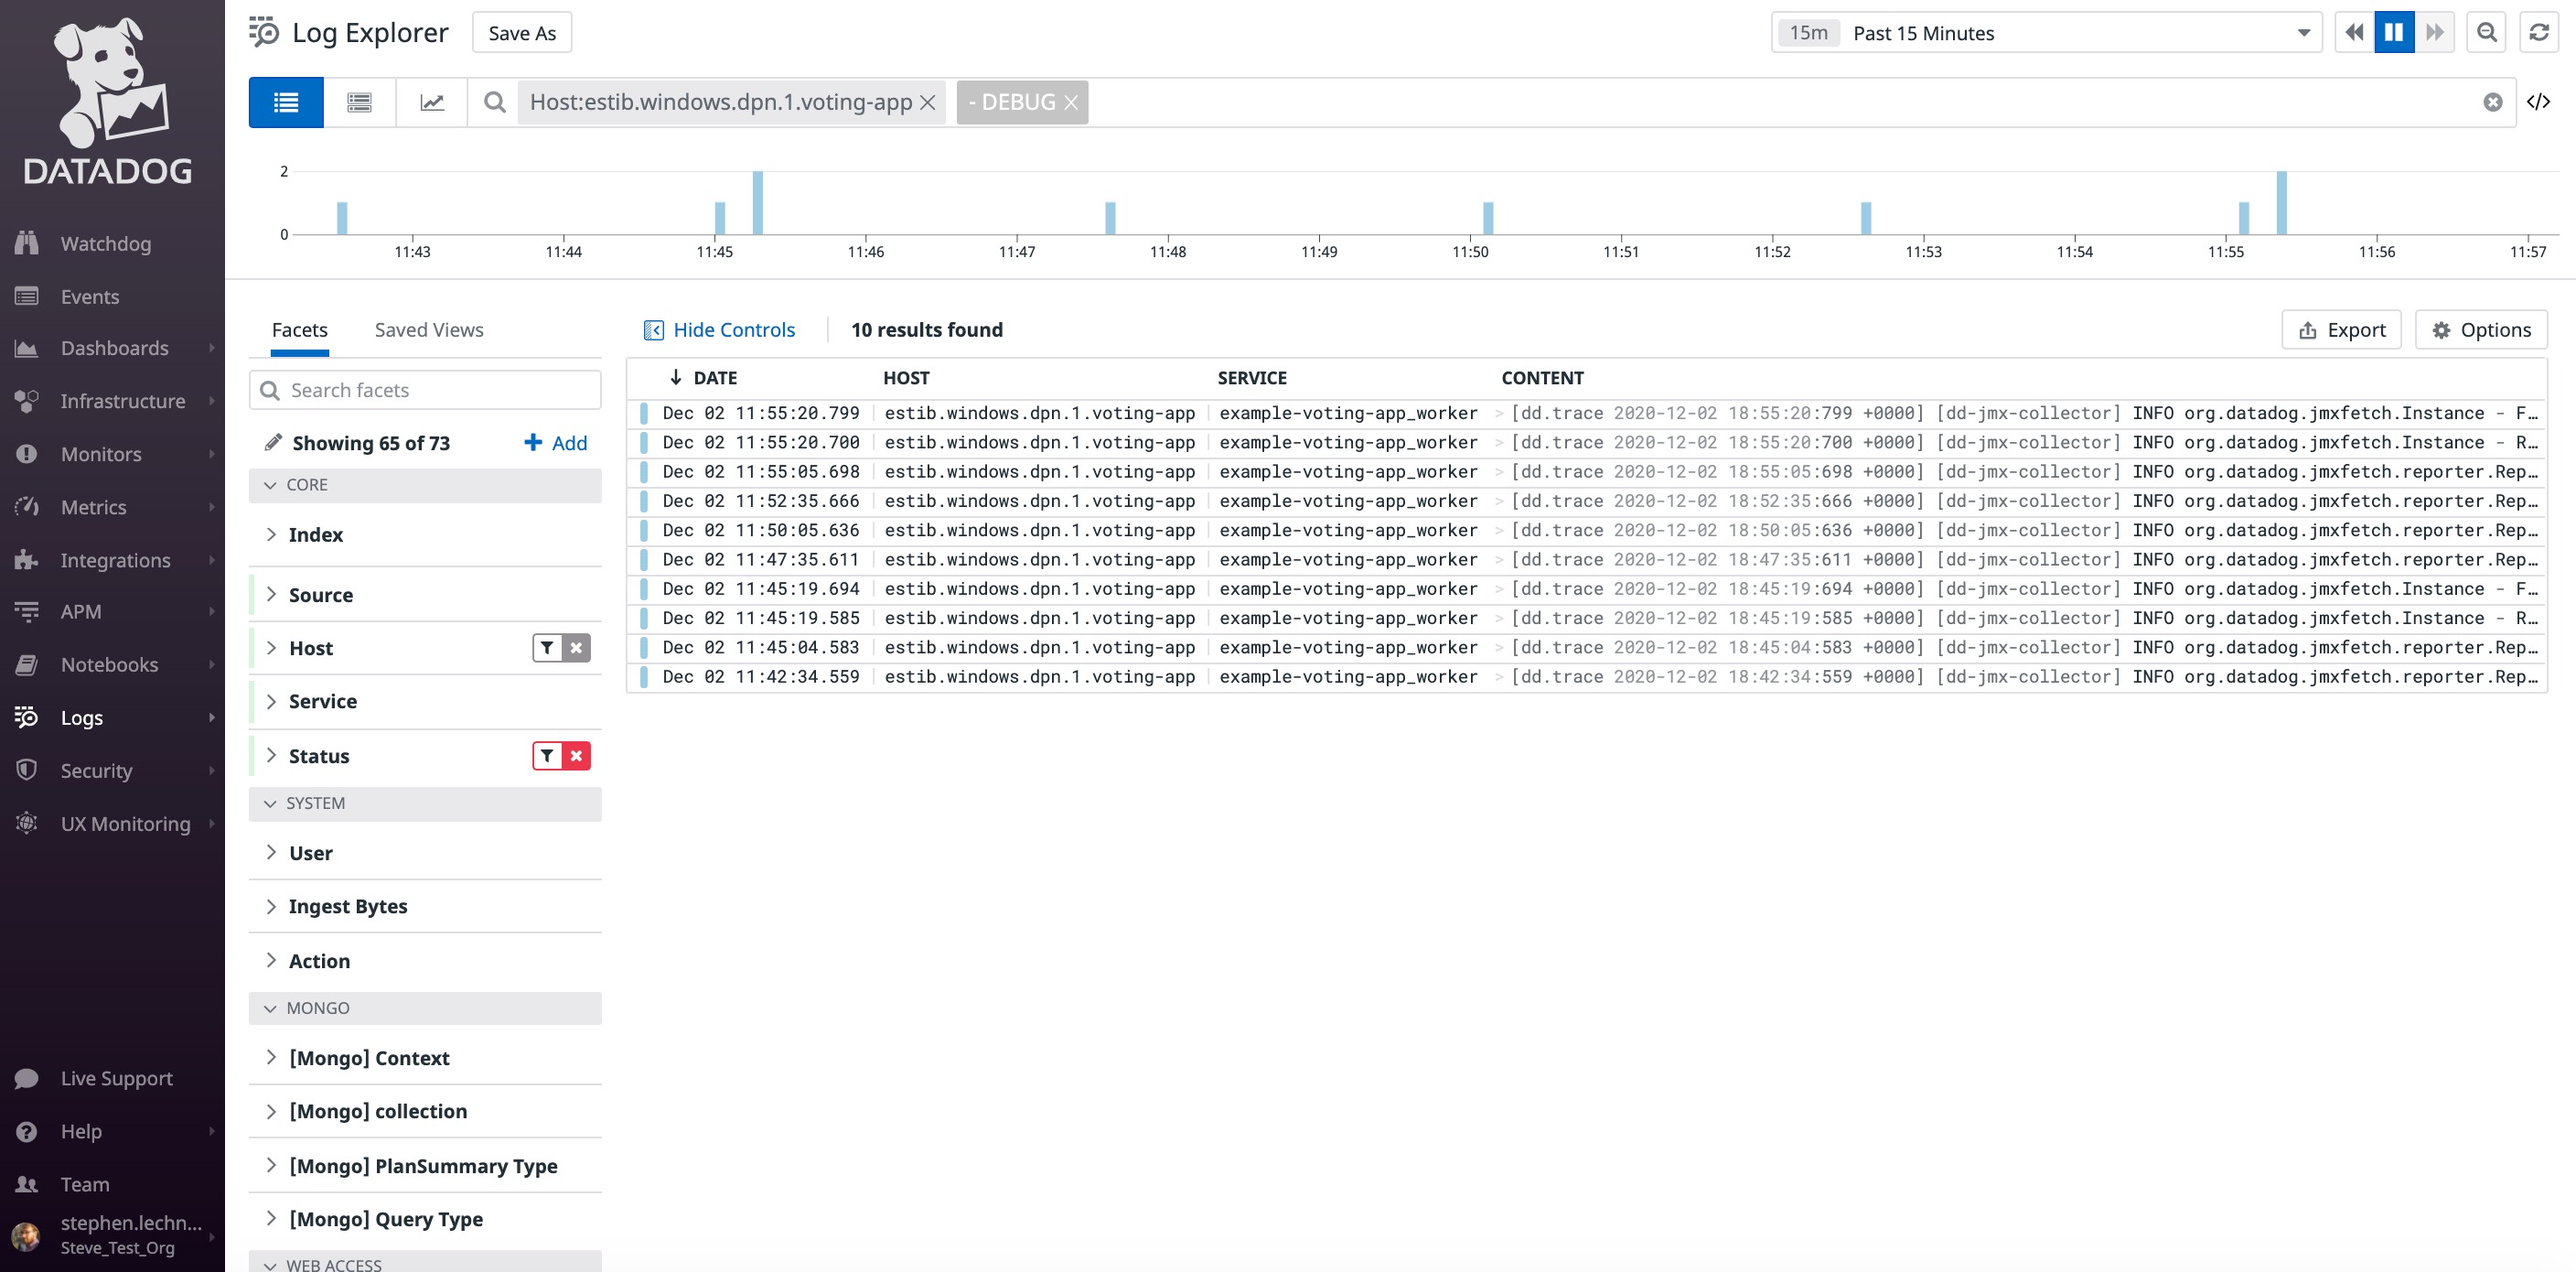 DATADOG
Watchdog
Events
Dashboards
Infrastructure
Monitors
Metrics
Integrations
APM
Notebooks
Logs
Security
UX Monitoring
Live Support
Help
Team
stephen.lechn...
Steve_Test_Org
Log Explorer
Save As
15m Past 15 Minutes
Host:estib.windows.dpn.1.voting-app
- DEBUG
</>
2
0
11:43 11:44 11:45 11:46 11:47 11:48 11:49 11:50 11:51 11:52 11:53 11:54 11:55 11:56 11:57
Facets Saved Views
Search facets
Showing 65 of 73 Add
CORE
Index
Source
Host
Service
Status
SYSTEM
User
Ingest Bytes
Action
MONGO
[Mongo] Context
[Mongo] collection
[Mongo] PlanSummary Type
[Mongo] Query Type
WEB ACCESS
Hide Controls 10 results found Export Options
DATE HOST SERVICE CONTENT
Dec 02 11:55:20.799 estib.windows.dpn.1.voting-app example-voting-app_worker > [dd.trace 2020-12-02 18:55:20:799 +0000] [dd-jmx-collector] INFO org.datadog.jmxfetch.Instance - F…
Dec 02 11:55:20.700 estib.windows.dpn.1.voting-app example-voting-app_worker > [dd.trace 2020-12-02 18:55:20:700 +0000] [dd-jmx-collector] INFO org.datadog.jmxfetch.Instance - R…
Dec 02 11:55:05.698 estib.windows.dpn.1.voting-app example-voting-app_worker > [dd.trace 2020-12-02 18:55:05:698 +0000] [dd-jmx-collector] INFO org.datadog.jmxfetch.reporter.Rep…
Dec 02 11:52:35.666 estib.windows.dpn.1.voting-app example-voting-app_worker > [dd.trace 2020-12-02 18:52:35:666 +0000] [dd-jmx-collector] INFO org.datadog.jmxfetch.reporter.Rep…
Dec 02 11:50:05.636 estib.windows.dpn.1.voting-app example-voting-app_worker > [dd.trace 2020-12-02 18:50:05:636 +0000] [dd-jmx-collector] INFO org.datadog.jmxfetch.reporter.Rep…
Dec 02 11:47:35.611 estib.windows.dpn.1.voting-app example-voting-app_worker > [dd.trace 2020-12-02 18:47:35:611 +0000] [dd-jmx-collector] INFO org.datadog.jmxfetch.reporter.Rep…
Dec 02 11:45:19.694 estib.windows.dpn.1.voting-app example-voting-app_worker > [dd.trace 2020-12-02 18:45:19:694 +0000] [dd-jmx-collector] INFO org.datadog.jmxfetch.Instance - F…
Dec 02 11:45:19.585 estib.windows.dpn.1.voting-app example-voting-app_worker > [dd.trace 2020-12-02 18:45:19:585 +0000] [dd-jmx-collector] INFO org.datadog.jmxfetch.Instance - R…
Dec 02 11:45:04.583 estib.windows.dpn.1.voting-app example-voting-app_worker > [dd.trace 2020-12-02 18:45:04:583 +0000] [dd-jmx-collector] INFO org.datadog.jmxfetch.reporter.Rep…
Dec 02 11:42:34.559 estib.windows.dpn.1.voting-app example-voting-app_worker > [dd.trace 2020-12-02 18:42:34:559 +0000] [dd-jmx-collector] INFO org.datadog.jmxfetch.reporter.Rep…